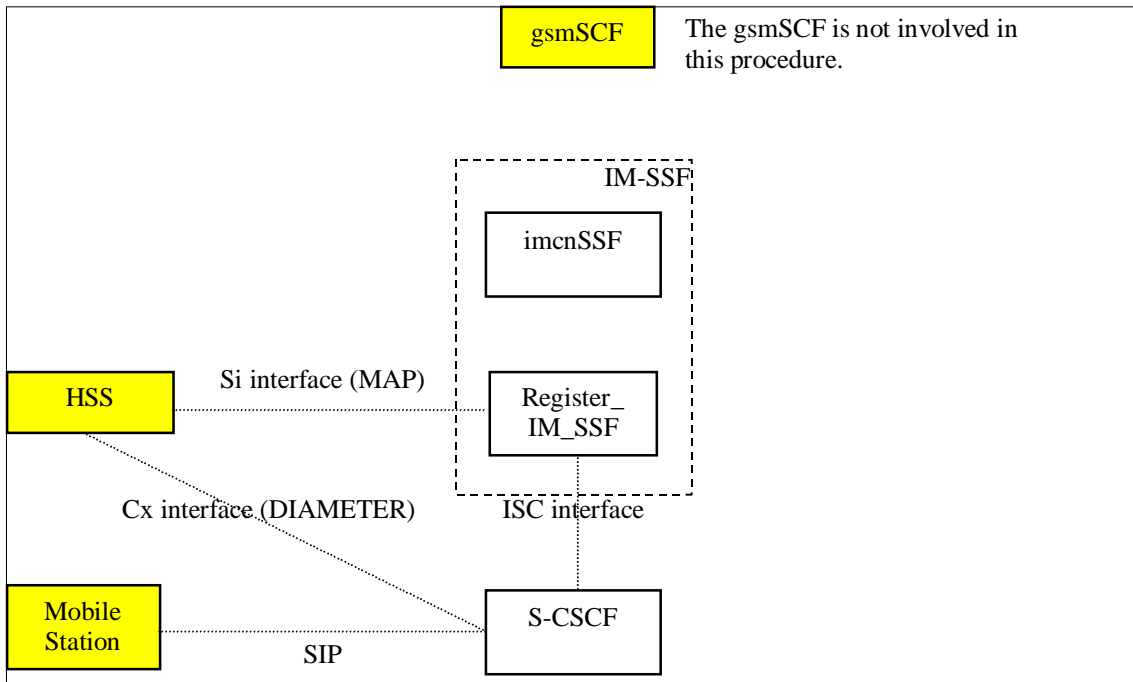 gsmSCF
The gsmSCF is not involved in
this procedure.
IM-SSF
imcnSSF
Si interface (MAP)
HSS
Register_
IM_SSF
Cx interface (DIAMETER)
ISC interface
Mobile
Station
S-CSCF
SIP